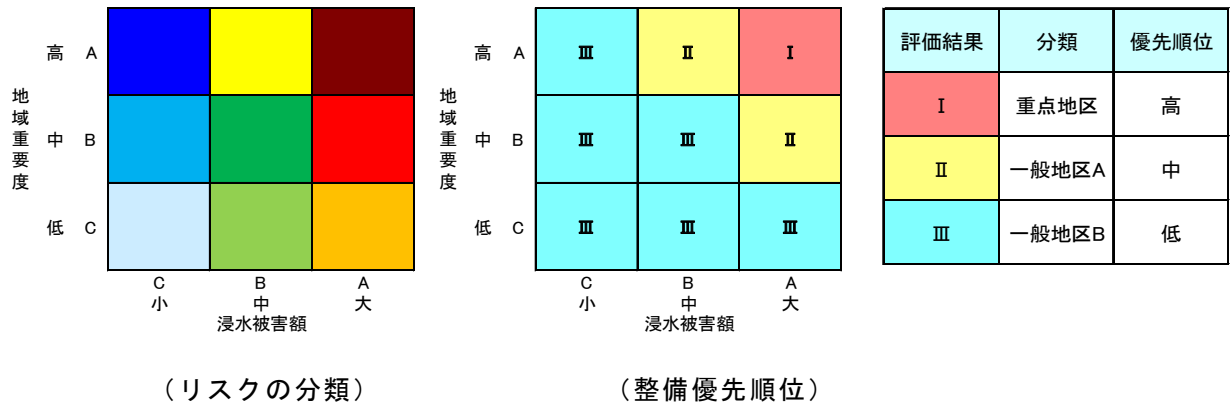 地域重要度
高 A
中 B
低 C
C B A
小 中 大
浸水被害額
(リスクの分類)
地域重要度
高 A Ⅲ Ⅱ Ⅰ
中 B Ⅲ Ⅲ Ⅱ
低 C Ⅲ Ⅲ Ⅲ
C B A
小 中 大
浸水被害額
(整備優先順位)
評価結果 分類 優先順位
Ⅰ 重点地区 高
Ⅱ 一般地区A 中
Ⅲ 一般地区B 低